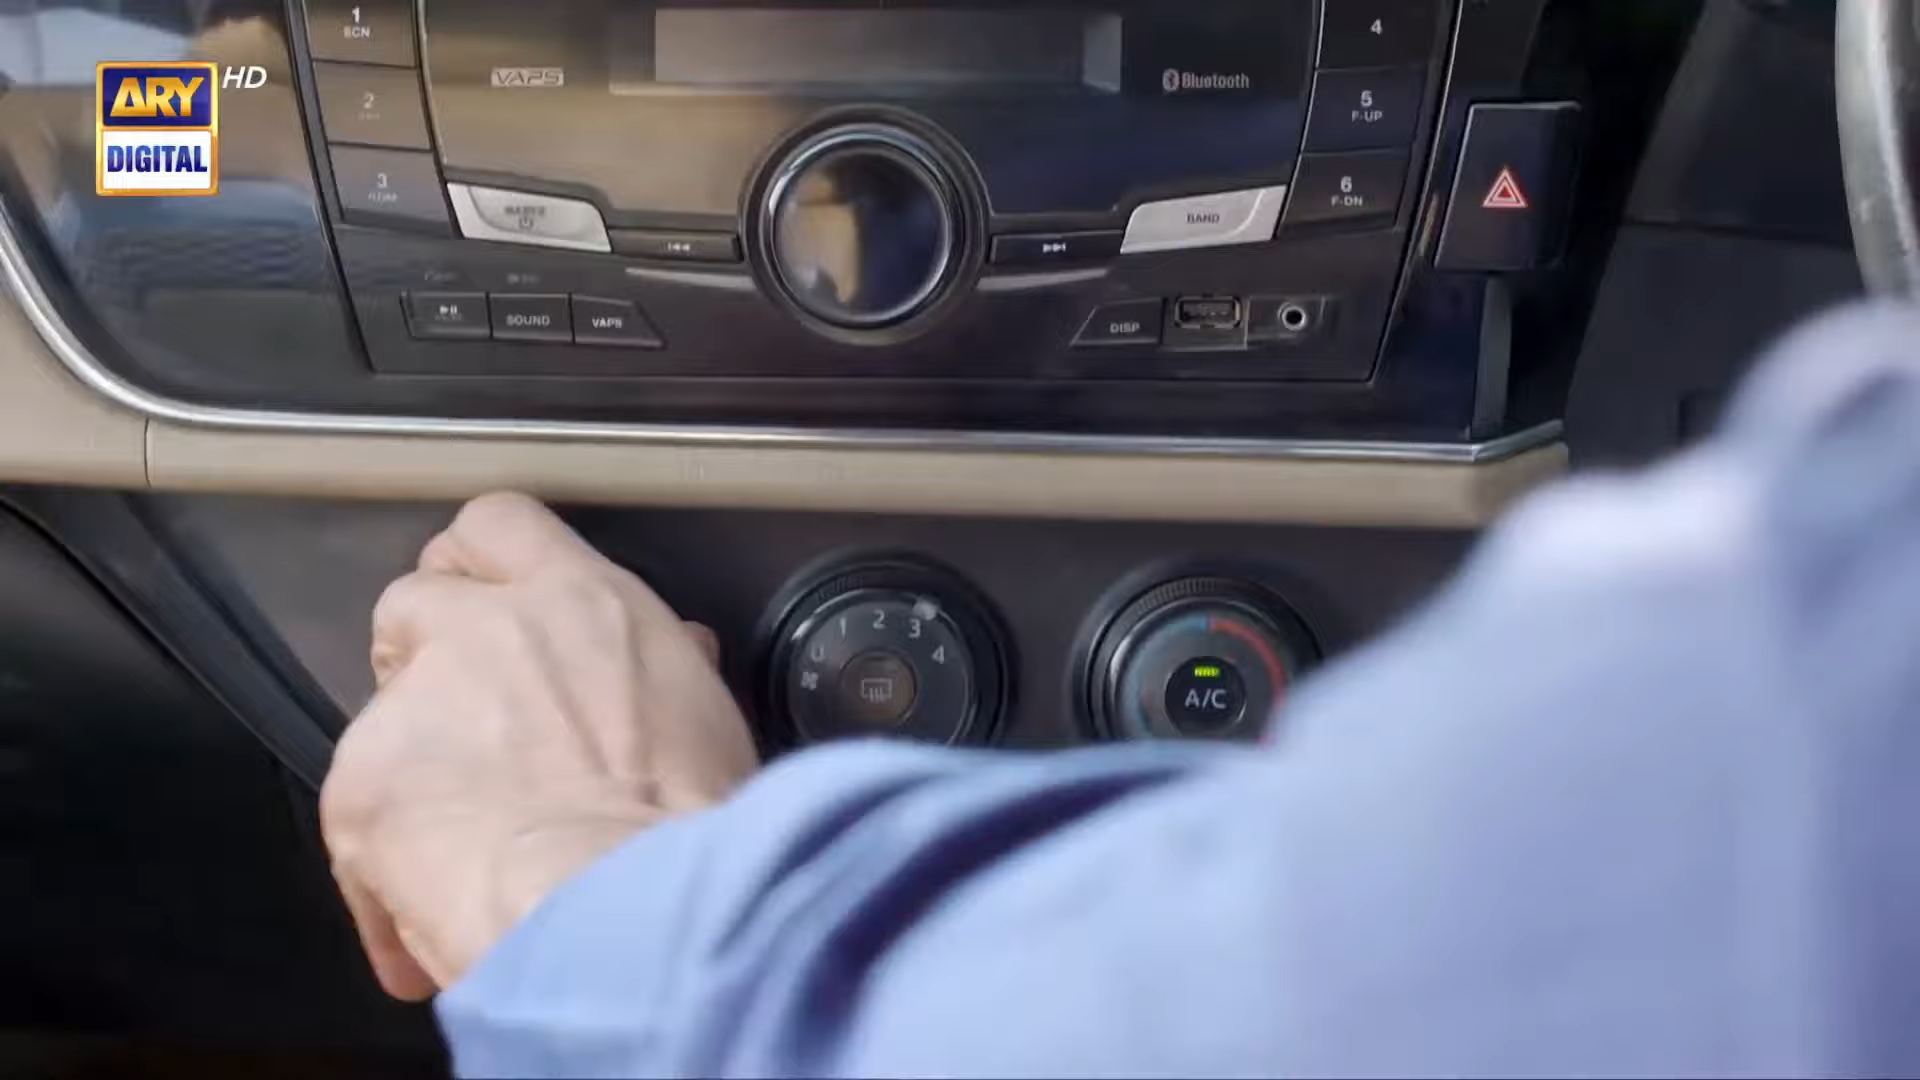 ARY HD
DIGITAL
1
SCN
2
3
VAPS
Bluetooth
4
5
F-UP
6
F-DN
BAND
SOUND
VAPS
DISP
0 1 2 3 4
A/C